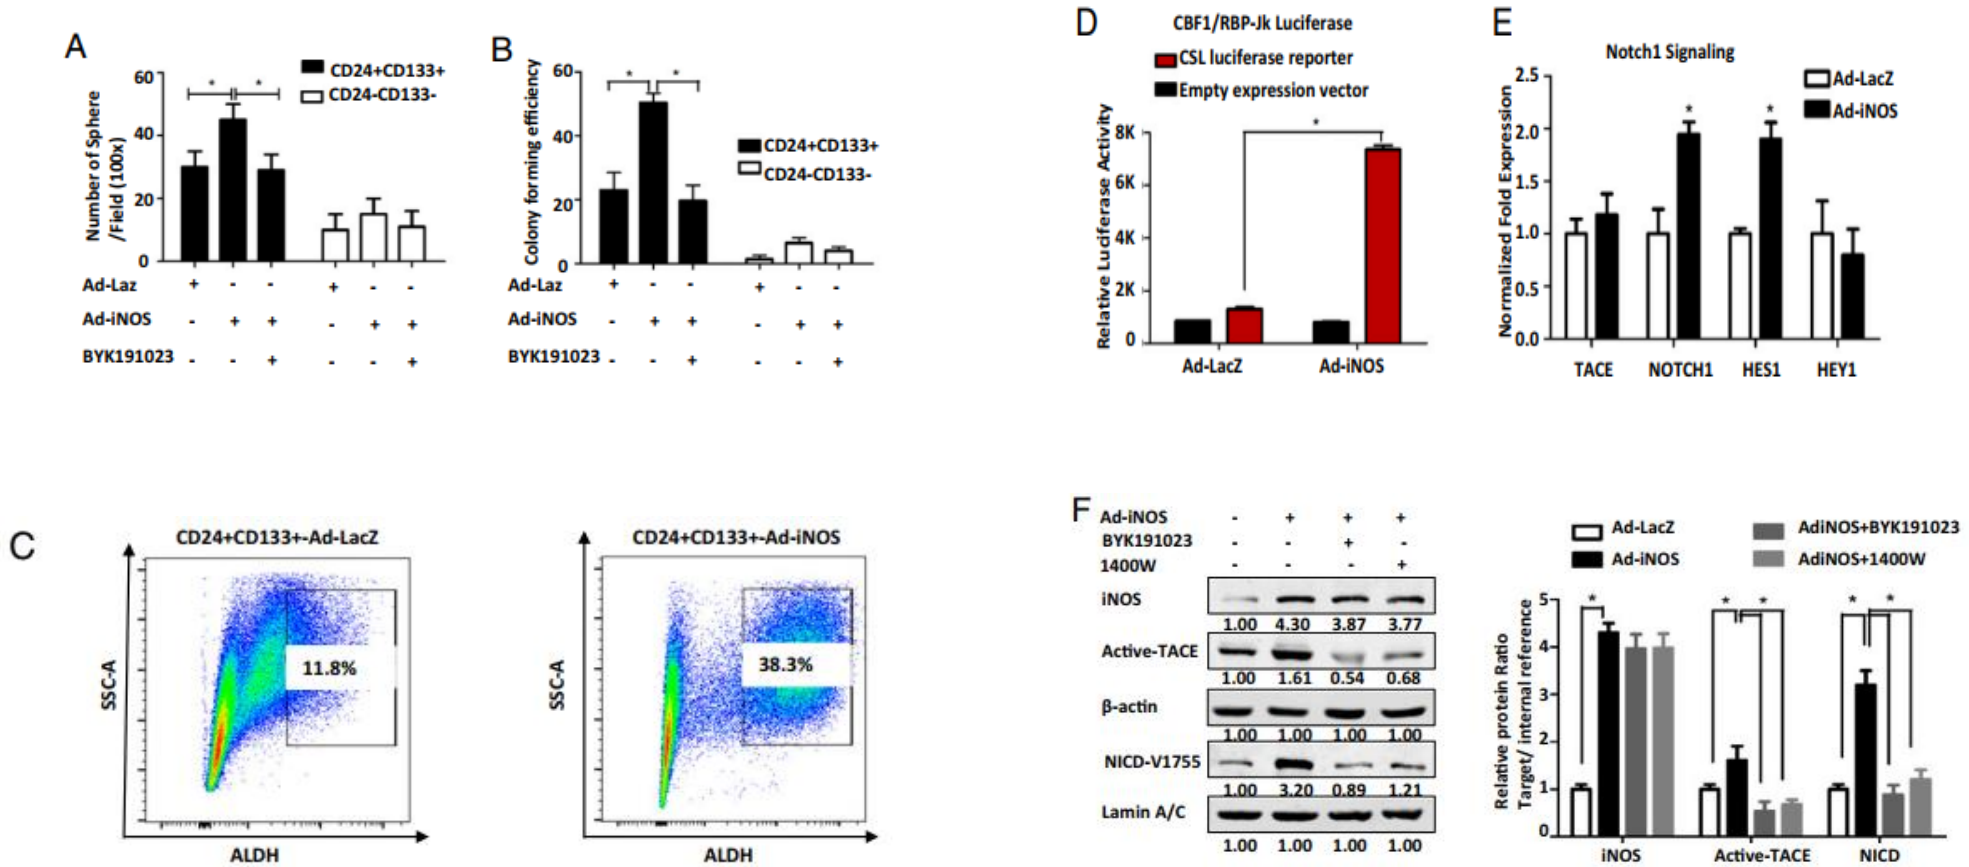 A
60
40
20
0
Number of Sphere
/Field (100x)
* *
CD24+CD133+
CD24-CD133-
Ad-Laz + - - + - -
Ad-iNOS - + + - + +
BYK191023 - - + - - +
B
60
40
20
0
Colony forming efficiency
* *
CD24+CD133+
CD24-CD133-
Ad-Laz + - - + - -
Ad-iNOS - + + - + +
BYK191023 - - + - - +
C
CD24+CD133+-Ad-LacZ
SSC-A
11.8%
ALDH
CD24+CD133+-Ad-iNOS
SSC-A
38.3%
ALDH
D
CBF1/RBP-Jk Luciferase
CSL luciferase reporter
Empty expression vector
Relative Luciferase Activity
8K
6K
4K
2K
0
*
Ad-LacZ Ad-iNOS
E
Notch1 Signaling
Ad-LacZ
Ad-iNOS
Normalized Fold Expression
2.5
2.0
1.5
1.0
0.5
0.0
* *
TACE NOTCH1 HES1 HEY1
F
Ad-iNOS - + + +
BYK191023 - - + -
1400W - - - +
iNOS
1.00 4.30 3.87 3.77
Active-TACE
1.00 1.61 0.54 0.68
β-actin
1.00 1.00 1.00 1.00
NICD-V1755
1.00 3.20 0.89 1.21
Lamin A/C
1.00 1.00 1.00 1.00
Ad-LacZ
Ad-iNOS
AdiNOS+BYK191023
AdiNOS+1400W
Relative protein Ratio
Target/ internal reference
5
4
3
2
1
0
* * * * *
iNOS Active-TACE NICD